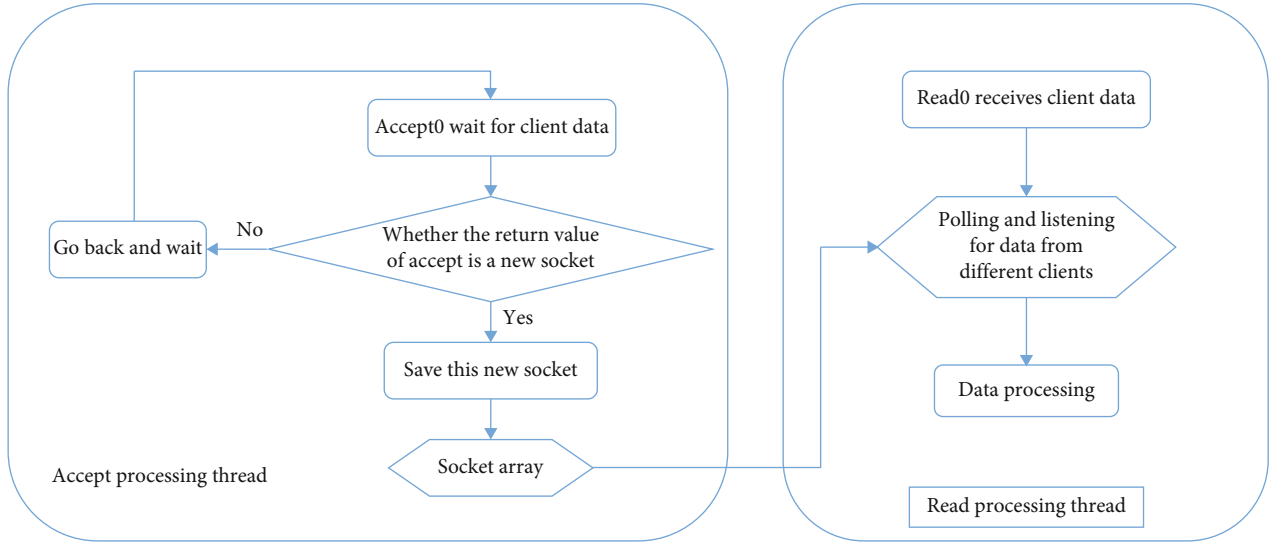 Accept0 wait for client data
Whether the return value
of accept is a new socket
No
Go back and wait
Yes
Save this new socket
Socket array
Accept processing thread
Read0 receives client data
Polling and listening
for data from
different clients
Data processing
Read processing thread